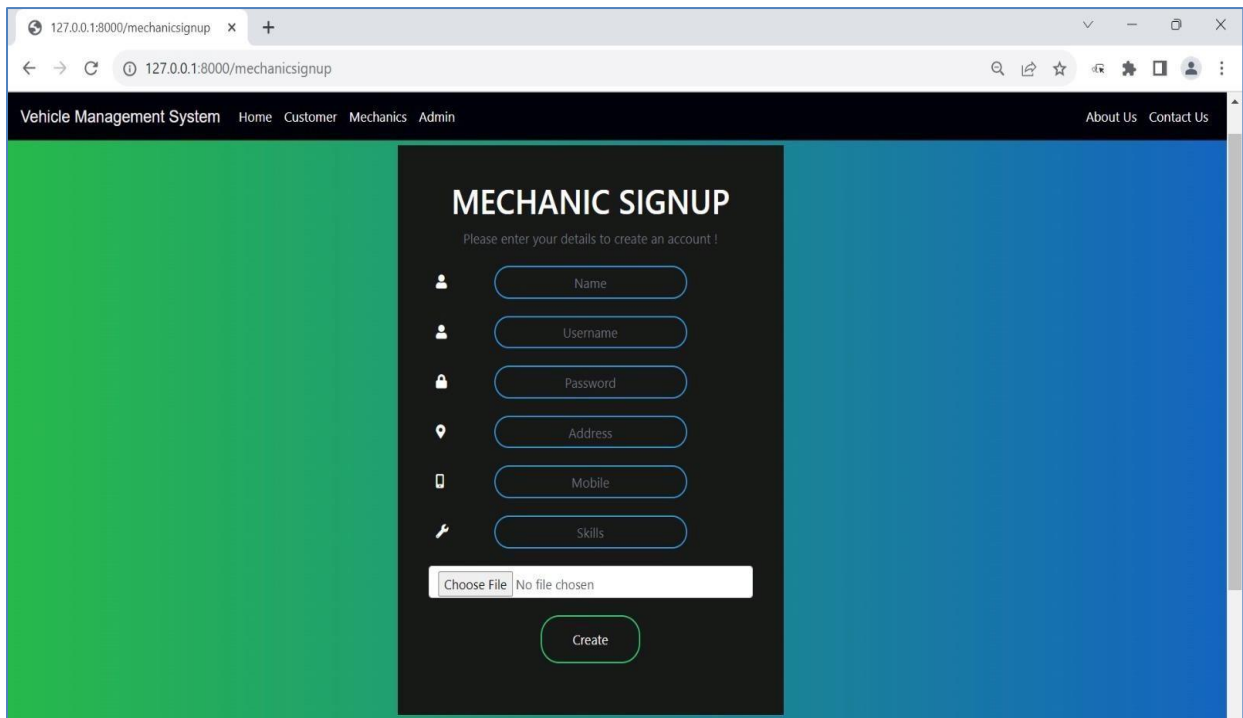 127.0.0.1:8000/mechanicsignup
127.0.0.1:8000/mechanicsignup
Vehicle Management System Home Customer Mechanics Admin About Us Contact Us
MECHANIC SIGNUP
Please enter your details to create an account !
Name
Username
Password
Address
Mobile
Skills
Choose File No file chosen
Create